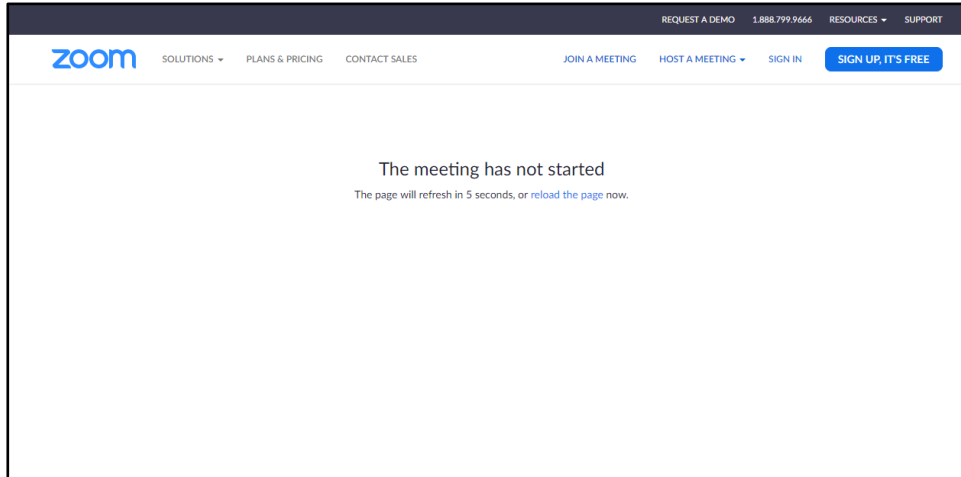 REQUEST A DEMO 1.888.799.9666 RESOURCES SUPPORT
zoom SOLUTIONS PLANS & PRICING CONTACT SALES JOIN A MEETING HOST A MEETING SIGN IN SIGN UP, IT'S FREE
The meeting has not started
The page will refresh in 5 seconds, or reload the page now.